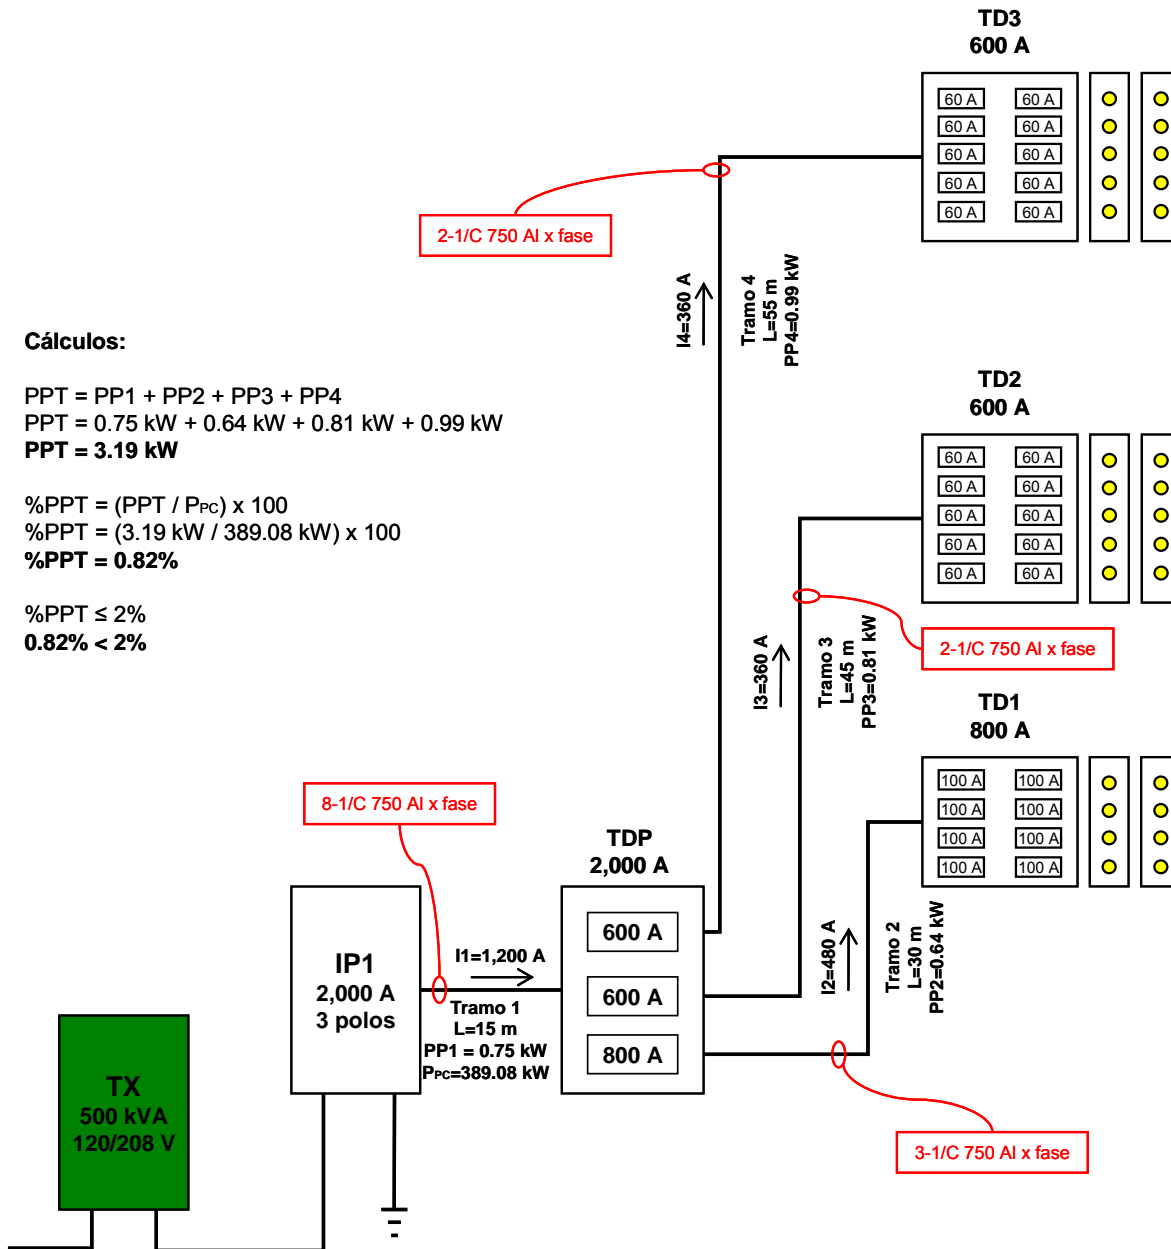 TD3
600 A
60 A 60 A
60 A 60 A
60 A 60 A
60 A 60 A
60 A 60 A
2-1/C 750 Al x fase
I4=360 A
Tramo 4
L=55 m
PP4=0.99 kW
Cálculos:
PPT = PP1 + PP2 + PP3 + PP4
PPT = 0.75 kW + 0.64 kW + 0.81 kW + 0.99 kW
PPT = 3.19 kW
%PPT = (PPT / PPC) x 100
%PPT = (3.19 kW / 389.08 kW) x 100
%PPT = 0.82%
%PPT ≤ 2%
0.82% < 2%
TD2
600 A
60 A 60 A
60 A 60 A
60 A 60 A
60 A 60 A
60 A 60 A
2-1/C 750 Al x fase
I3=360 A
Tramo 3
L=45 m
PP3=0.81 kW
TD1
800 A
100 A 100 A
100 A 100 A
100 A 100 A
100 A 100 A
8-1/C 750 Al x fase
TDP
2,000 A
600 A
600 A
800 A
I2=480 A
Tramo 2
L=30 m
PP2=0.64 kW
IP1
2,000 A
3 polos
I1=1,200 A
Tramo 1
L=15 m
PP1 = 0.75 kW
PPC=389.08 kW
TX
500 kVA
120/208 V
3-1/C 750 Al x fase